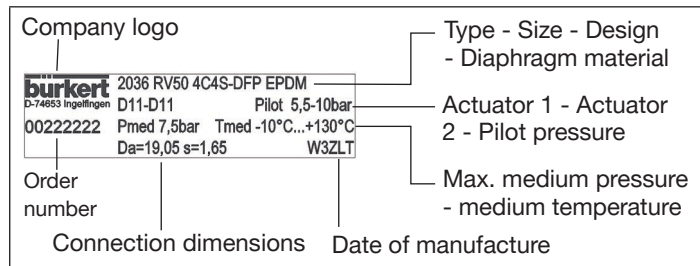 Company logo
Type - Size - Design
- Diaphragm material
bürkert
D-74653 Ingelfingen
2036 RV50 4C4S-DFP EPDM
D11-D11 Pilot 5,5-10bar
Actuator 1 - Actuator
2 - Pilot pressure
00222222
Pmed 7,5bar Tmed -10°C...+130°C
Da=19,05 s=1,65 W3ZLT
Order
number
Max. medium pressure
- medium temperature
Connection dimensions
Date of manufacture